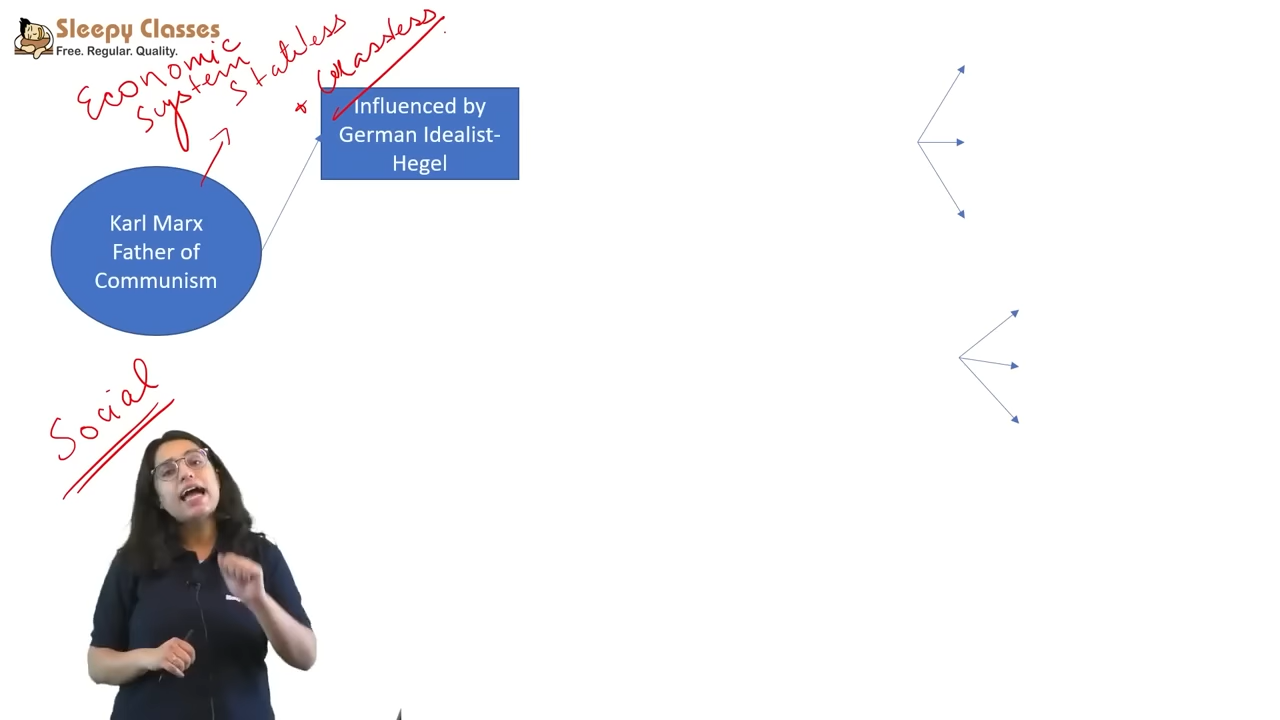 Sleepy Classes
Free. Regular. Quality.
Economic
System
Stateless
+ Classless
Influenced by
German Idealist-
Hegel
Karl Marx
Father of
Communism
Social